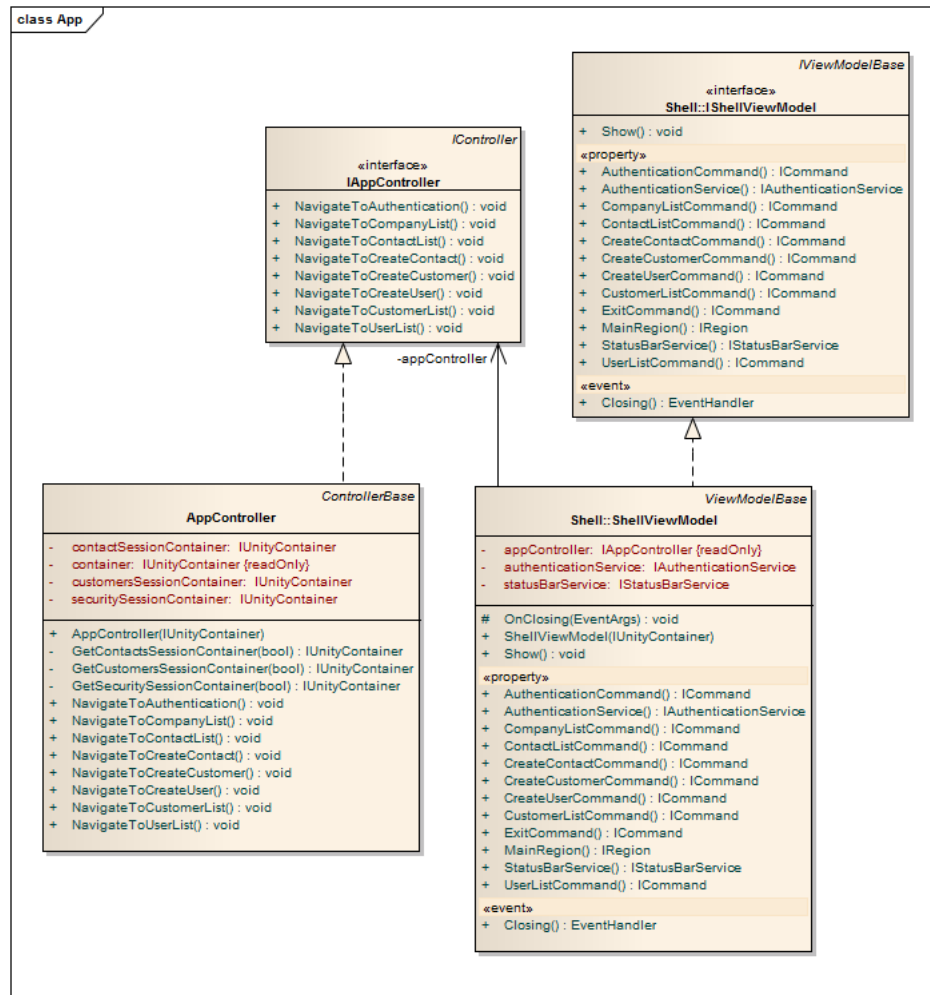 class App
IViewModelBase
«interface»
Shell::IShellViewModel
+ Show() : void
«property»
+ AuthenticationCommand() : ICommand
+ AuthenticationService() : IAuthenticationService
+ CompanyListCommand() : ICommand
+ ContactListCommand() : ICommand
+ CreateContactCommand() : ICommand
+ CreateCustomerCommand() : ICommand
+ CreateUserCommand() : ICommand
+ CustomerListCommand() : ICommand
+ ExitCommand() : ICommand
+ MainRegion() : IRegion
+ StatusBarService() : IStatusBarService
+ UserListCommand() : ICommand
«event»
+ Closing() : EventHandler
IController
«interface»
IAppController
+ NavigateToAuthentication() : void
+ NavigateToCompanyList() : void
+ NavigateToContactList() : void
+ NavigateToCreateContact() : void
+ NavigateToCreateCustomer() : void
+ NavigateToCreateUser() : void
+ NavigateToCustomerList() : void
+ NavigateToUserList() : void
-appController
ControllerBase
AppController
- contactSessionContainer: IUnityContainer
- container: IUnityContainer {readOnly}
- customersSessionContainer: IUnityContainer
- securitySessionContainer: IUnityContainer
+ AppController(IUnityContainer)
- GetContactsSessionContainer(bool) : IUnityContainer
- GetCustomersSessionContainer(bool) : IUnityContainer
- GetSecuritySessionContainer(bool) : IUnityContainer
+ NavigateToAuthentication() : void
+ NavigateToCompanyList() : void
+ NavigateToContactList() : void
+ NavigateToCreateContact() : void
+ NavigateToCreateCustomer() : void
+ NavigateToCreateUser() : void
+ NavigateToCustomerList() : void
+ NavigateToUserList() : void
ViewModelBase
Shell::ShellViewModel
- appController: IAppController {readOnly}
- authenticationService: IAuthenticationService
- statusBarService: IStatusBarService
# OnClosing(EventArgs) : void
+ ShellViewModel(IUnityContainer)
+ Show() : void
«property»
+ AuthenticationCommand() : ICommand
+ AuthenticationService() : IAuthenticationService
+ CompanyListCommand() : ICommand
+ ContactListCommand() : ICommand
+ CreateContactCommand() : ICommand
+ CreateCustomerCommand() : ICommand
+ CreateUserCommand() : ICommand
+ CustomerListCommand() : ICommand
+ ExitCommand() : ICommand
+ MainRegion() : IRegion
+ StatusBarService() : IStatusBarService
+ UserListCommand() : ICommand
«event»
+ Closing() : EventHandler